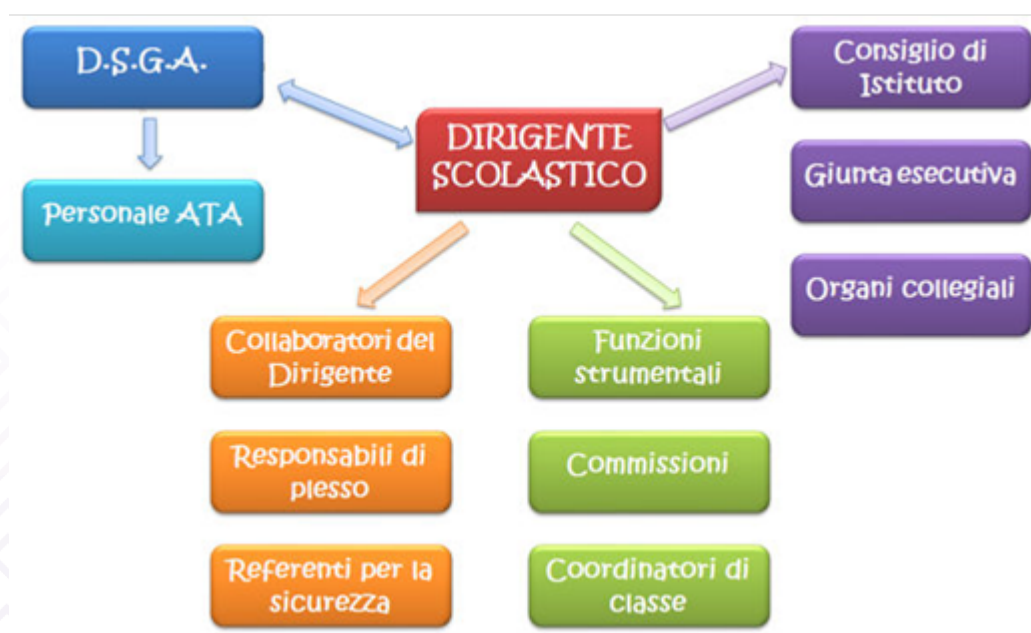 D.S.G.A.
Personale ATA
DIRIGENTE
SCOLASTICO
Consiglio di
Istituto
Giunta esecutiva
Organi collegiali
Collaboratori del
Dirigente
Responsabili di
plesso
Referenti per la
sicurezza
Funzioni
strumentali
Commissioni
Coordinatori di
classe